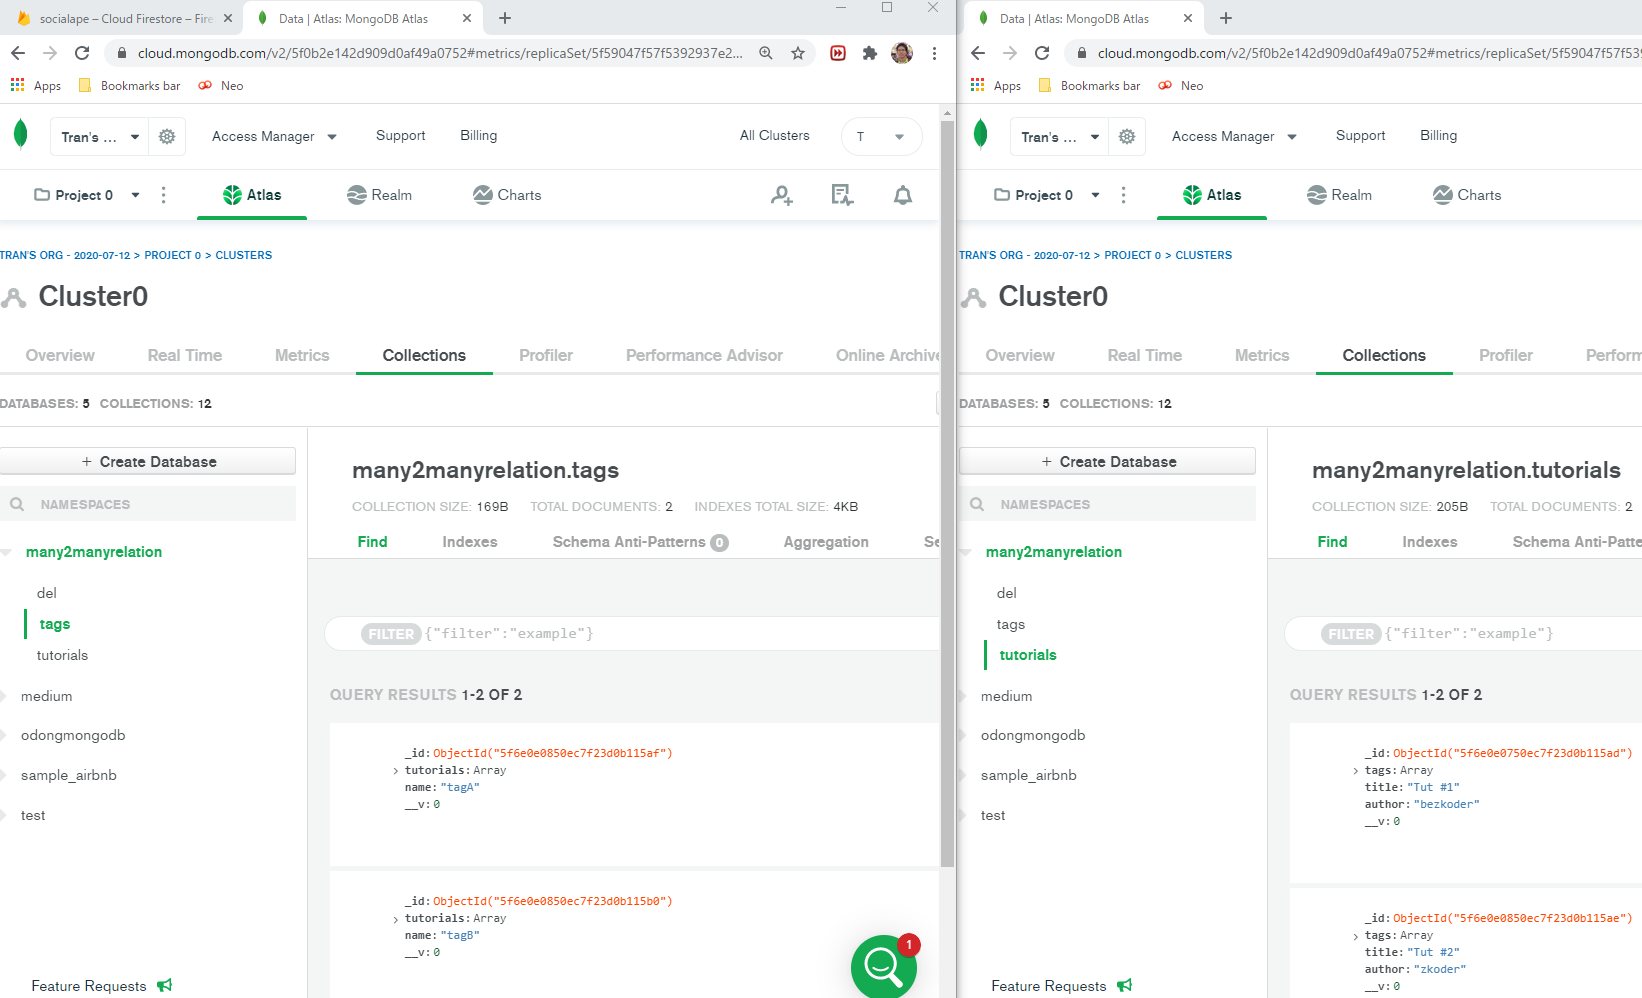 socialape – Cloud Firestore – Fire
Data | Atlas: MongoDB Atlas
cloud.mongodb.com/v2/5f0b2e142d909d0af49a0752#metrics/replicaSet/5f59047f57f5392937e2...
Apps
Bookmarks bar
Neo
Tran's ...
Access Manager
Support
Billing
All Clusters
T
Project 0
Atlas
Realm
Charts
TRAN'S ORG - 2020-07-12 > PROJECT 0 > CLUSTERS
Cluster0
Overview
Real Time
Metrics
Collections
Profiler
Performance Advisor
Online Archive
DATABASES: 5 COLLECTIONS: 12
+ Create Database
NAMESPACES
many2manyrelation
del
tags
tutorials
medium
odongmongodb
sample_airbnb
test
Feature Requests
many2manyrelation.tags
COLLECTION SIZE: 169B TOTAL DOCUMENTS: 2 INDEXES TOTAL SIZE: 4KB
Find
Indexes
Schema Anti-Patterns 0
Aggregation
Se
FILTER {"filter":"example"}
QUERY RESULTS 1-2 OF 2
_id: ObjectId("5f6e0e0850ec7f23d0b115af")
tutorials: Array
name: "tagA"
__v: 0
_id: ObjectId("5f6e0e0850ec7f23d0b115b0")
tutorials: Array
name: "tagB"
__v: 0
1
Data | Atlas: MongoDB Atlas
cloud.mongodb.com/v2/5f0b2e142d909d0af49a0752#metrics/replicaSet/5f59047f57f539
Apps
Bookmarks bar
Neo
Tran's ...
Access Manager
Support
Billing
Project 0
Atlas
Realm
Charts
TRAN'S ORG - 2020-07-12 > PROJECT 0 > CLUSTERS
Cluster0
Overview
Real Time
Metrics
Collections
Profiler
Perform
DATABASES: 5 COLLECTIONS: 12
+ Create Database
NAMESPACES
many2manyrelation
del
tags
tutorials
medium
odongmongodb
sample_airbnb
test
Feature Requests
many2manyrelation.tutorials
COLLECTION SIZE: 205B TOTAL DOCUMENTS: 2
Find
Indexes
Schema Anti-Patte
FILTER {"filter":"example"}
QUERY RESULTS 1-2 OF 2
_id: ObjectId("5f6e0e0750ec7f23d0b115ad")
tags: Array
title: "Tut #1"
author: "bezkoder"
__v: 0
_id: ObjectId("5f6e0e0850ec7f23d0b115ae")
tags: Array
title: "Tut #2"
author: "zkoder"
__v: 0